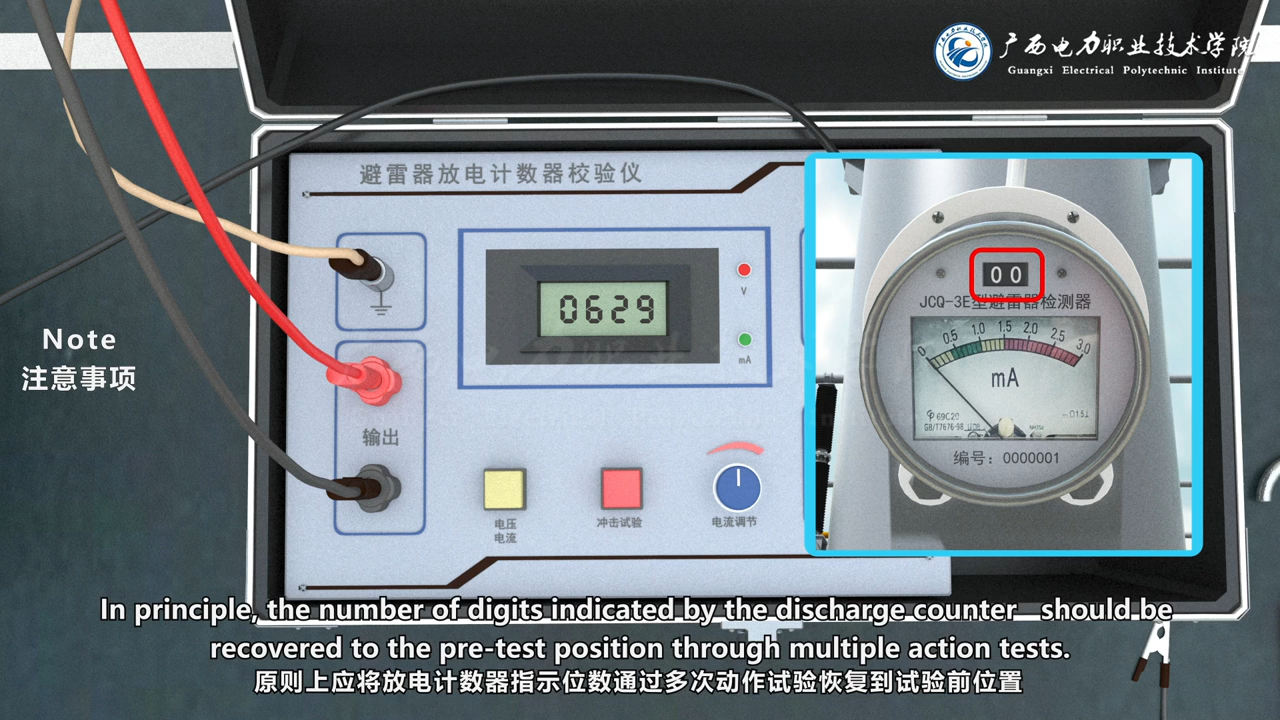 广西电力职业技术学院
Guangxi Electrical Polytechnic Institute
避雷器放电计数器校验仪
0629
V
mA
输出
电压
电流
冲击试验
电流调节
00
JCQ-3E型避雷器检测器
0 0.5 1.0 1.5 2.0 2.5 3.0
mA
69C20
GB/T7676-98
编号：0000001
Note
注意事项
In principle, the number of digits indicated by the discharge counter should be
recovered to the pre-test position through multiple action tests.
原则上应将放电计数器指示位数通过多次动作试验恢复到试验前位置